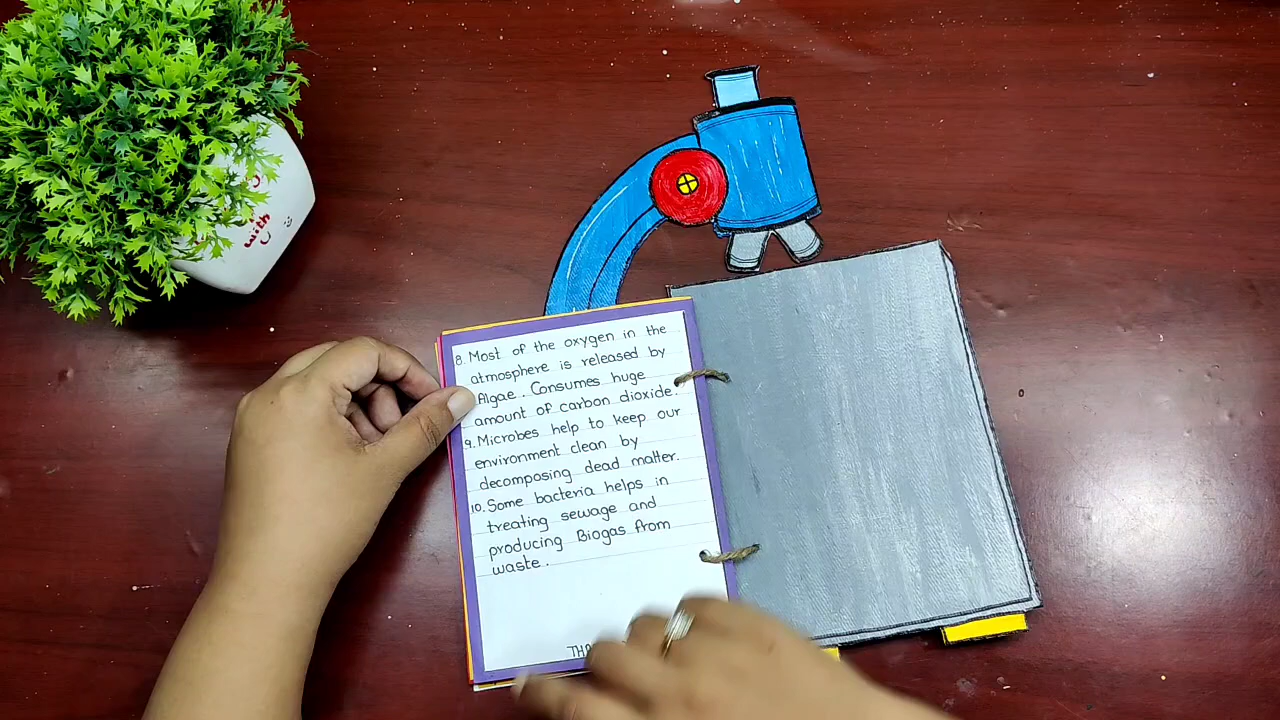 with
8. Most of the oxygen in the
atmosphere is released by
Algae. Consumes huge
amount of carbon dioxide.
9. Microbes help to keep our
environment clean by
decomposing dead matter.
10. Some bacteria helps in
treating sewage and
producing Biogas from
waste.